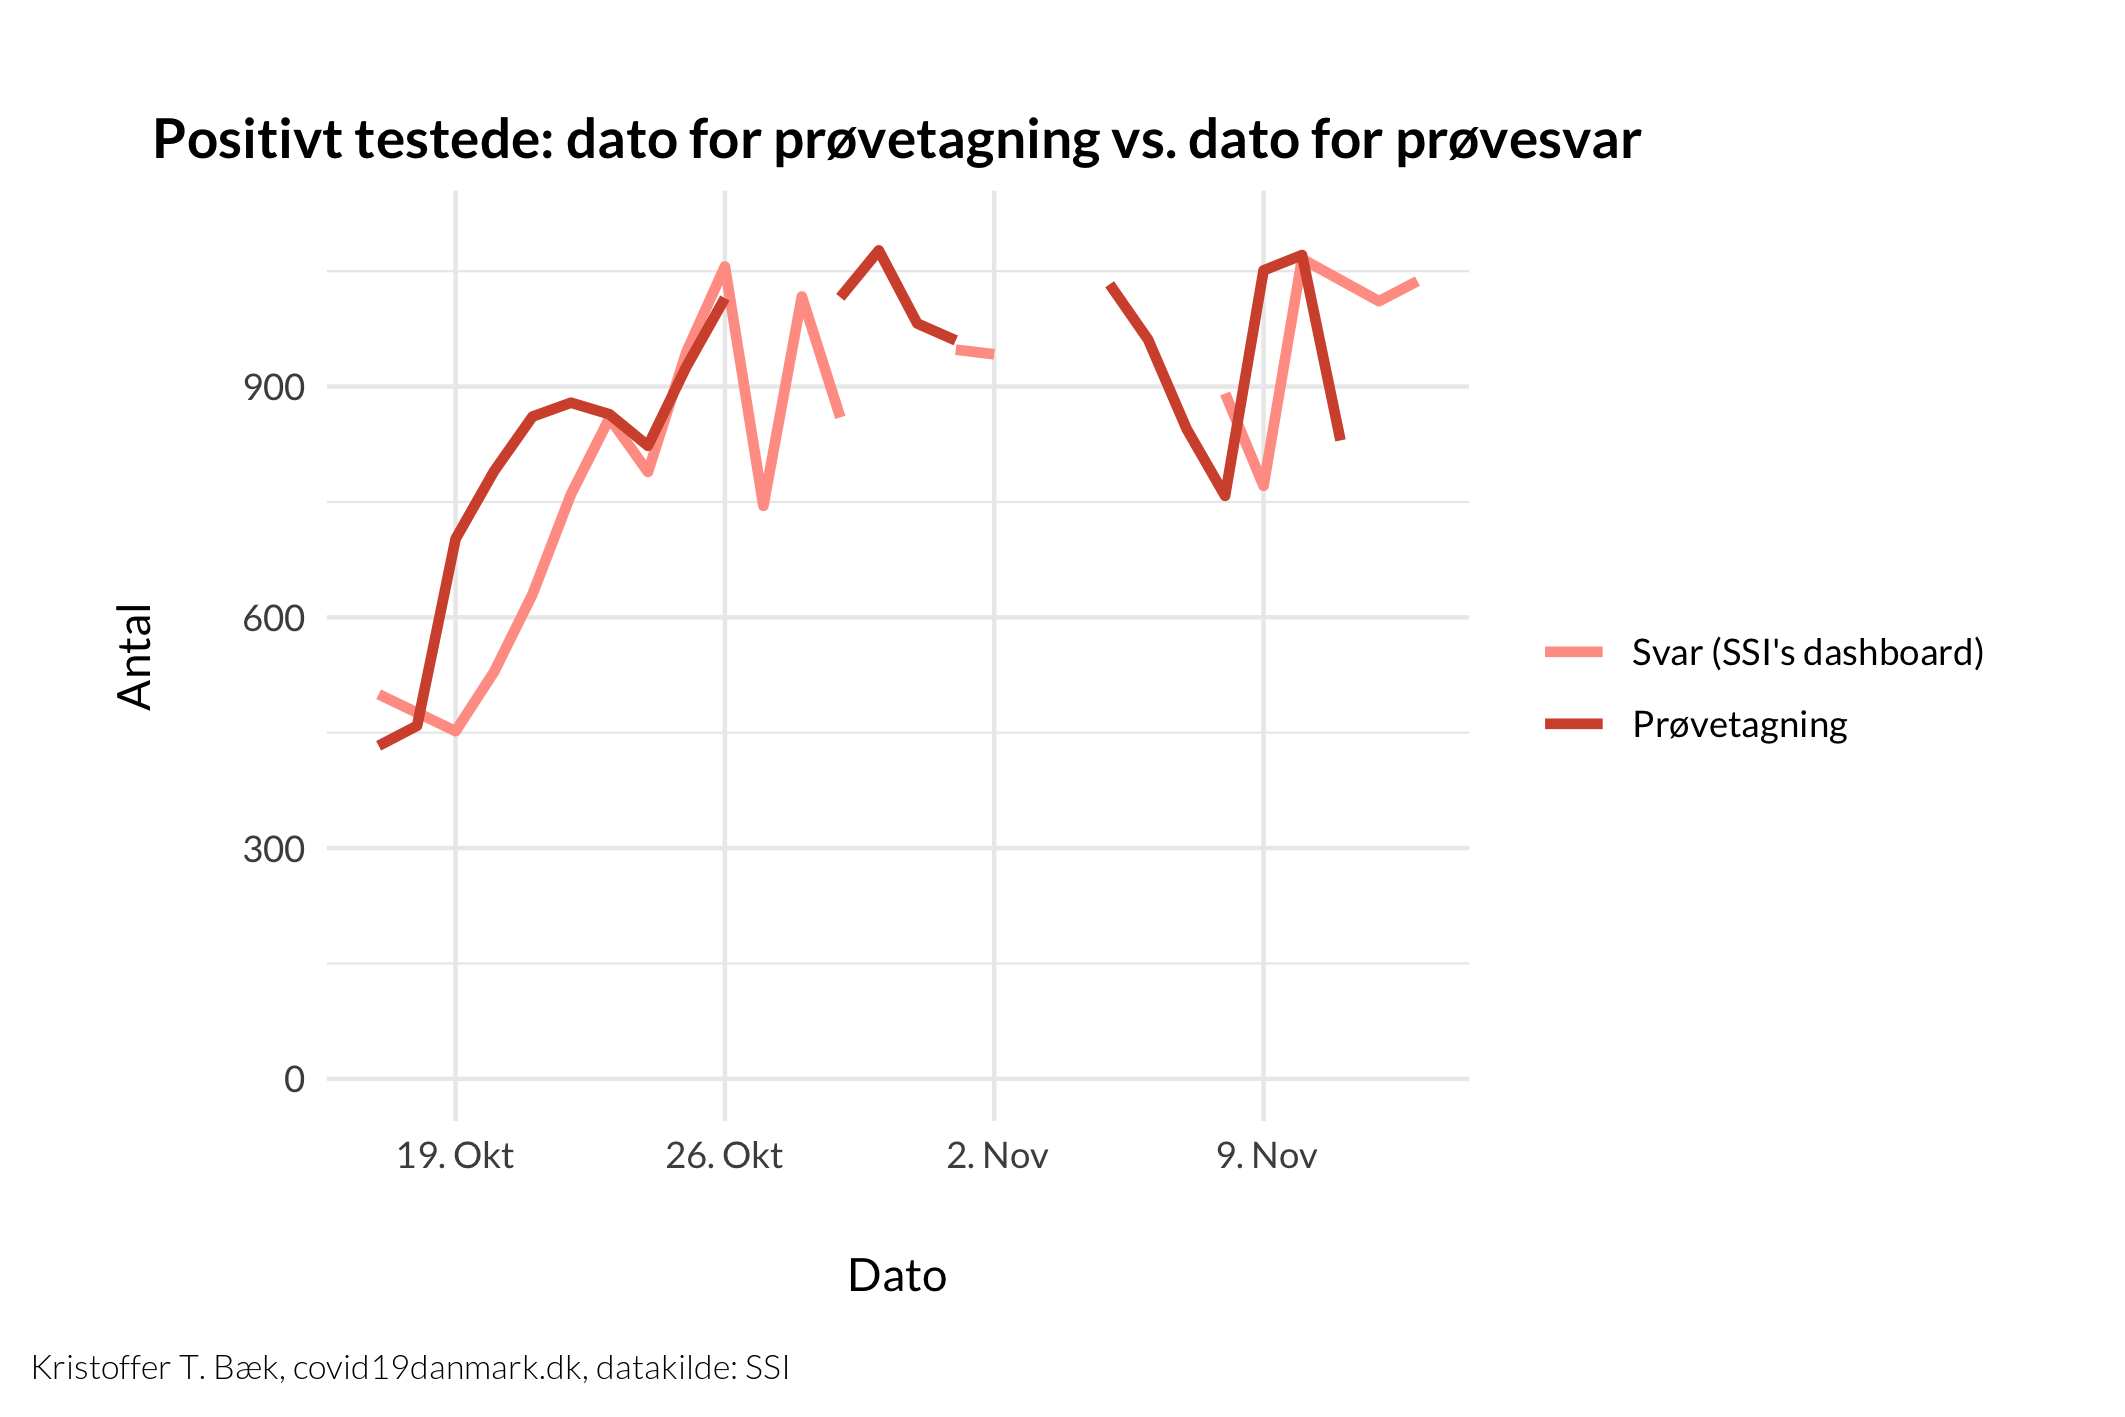 Positivt testede: dato for prøvetagning vs. dato for prøvesvar
Antal
900
600
300
0
19. Okt
26. Okt
2. Nov
9. Nov
Dato
Svar (SSI's dashboard)
Prøvetagning
Kristoffer T. Bæk, covid19danmark.dk, datakilde: SSI